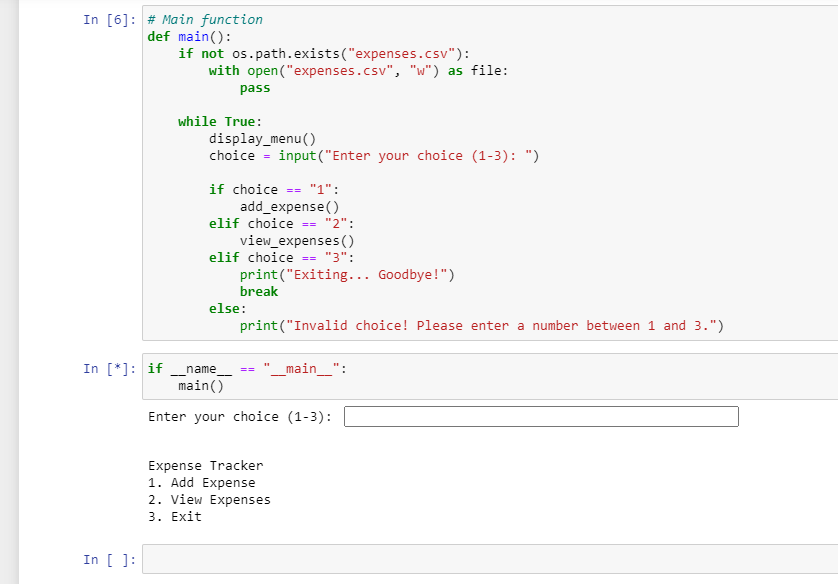 In [6]: # Main function
def main():
    if not os.path.exists("expenses.csv"):
        with open("expenses.csv", "w") as file:
            pass

    while True:
        display_menu()
        choice = input("Enter your choice (1-3): ")

        if choice == "1":
            add_expense()
        elif choice == "2":
            view_expenses()
        elif choice == "3":
            print("Exiting... Goodbye!")
            break
        else:
            print("Invalid choice! Please enter a number between 1 and 3.")
In [*]: if __name__ == "__main__":
    main()
Enter your choice (1-3):
Expense Tracker
1. Add Expense
2. View Expenses
3. Exit
In [ ]: